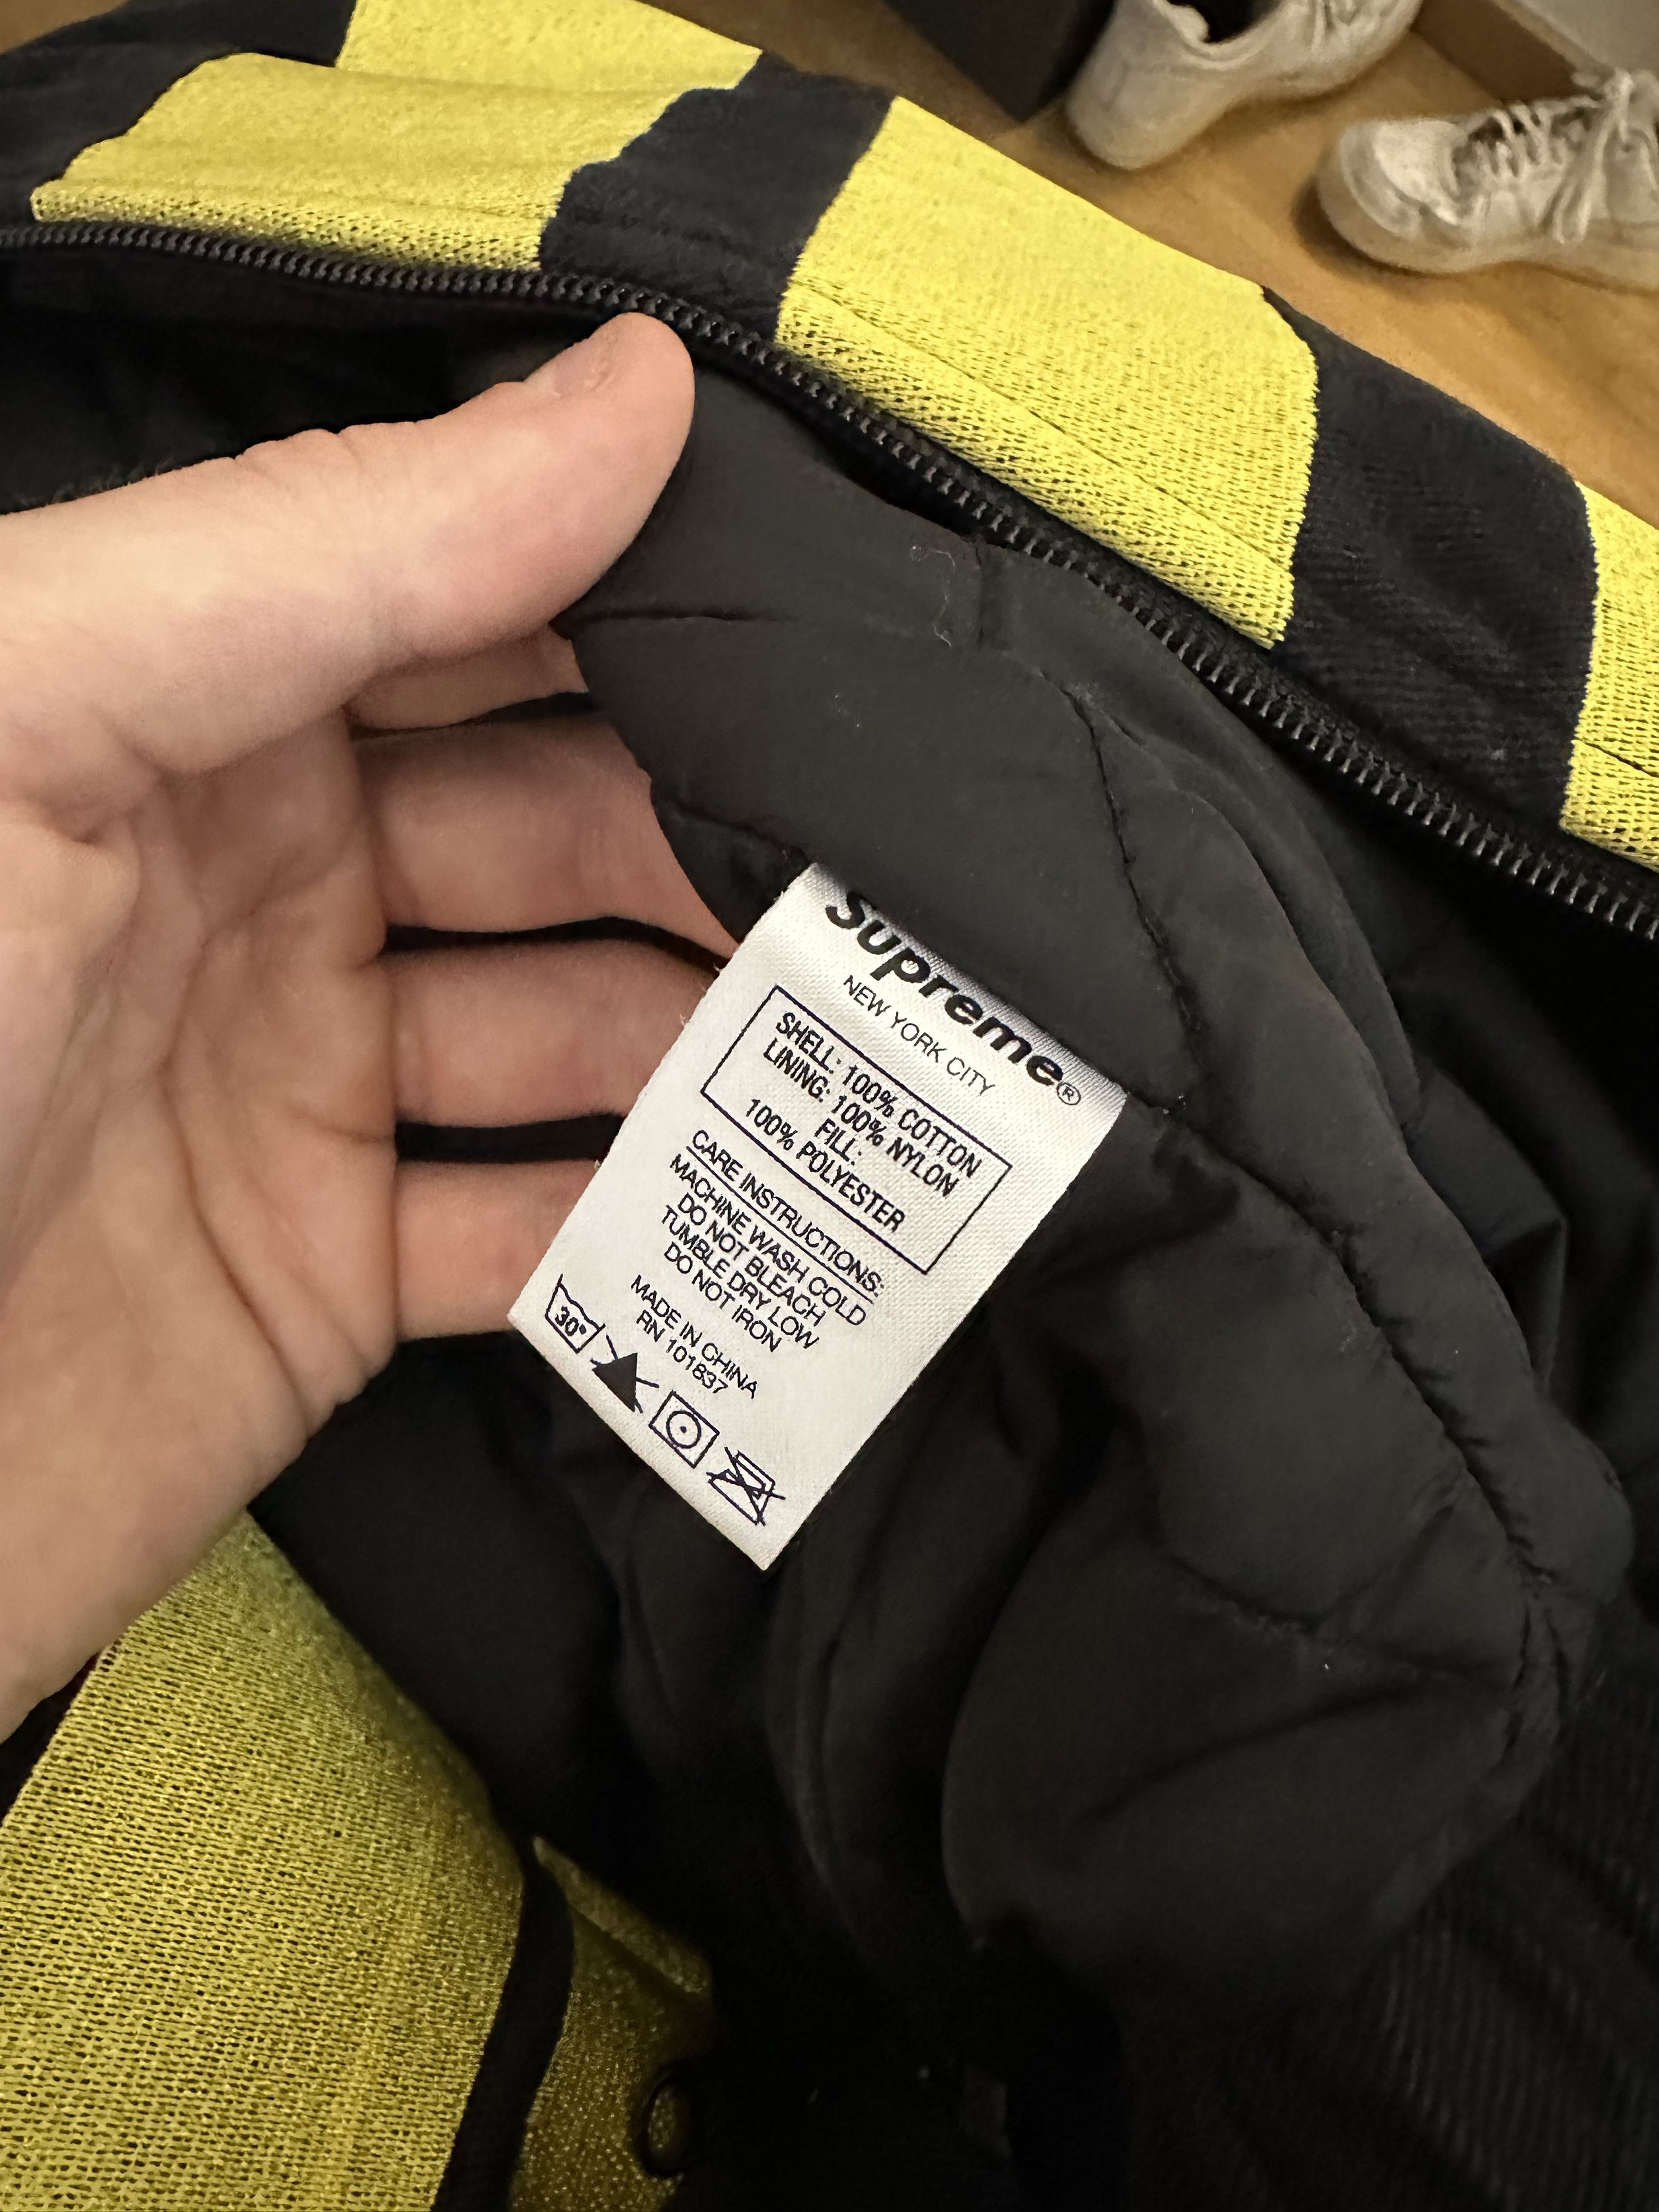 Supreme®
NEW YORK CITY
SHELL: 100% COTTON
LINING: 100% NYLON
FILL:
100% POLYESTER
CARE INSTRUCTIONS:
MACHINE WASH COLD
DO NOT BLEACH
TUMBLE DRY LOW
DO NOT IRON
MADE IN CHINA
RN 101837
30°